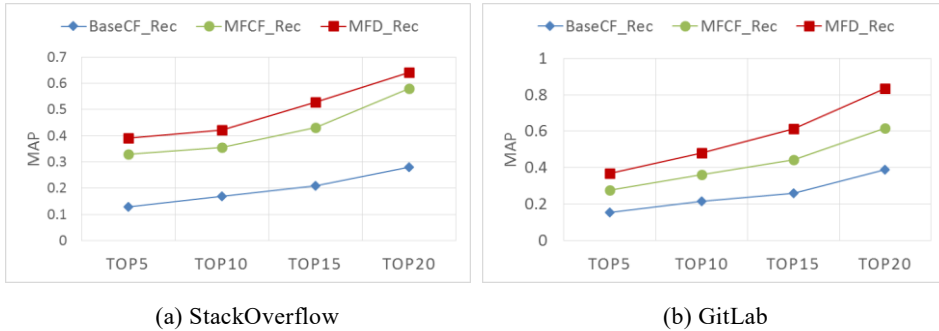 BaseCF_Rec MFCF_Rec MFD_Rec
0.7
0.6
0.5
0.4
0.3
0.2
0.1
0
MAP
TOP5 TOP10 TOP15 TOP20
(a) StackOverflow
BaseCF_Rec MFCF_Rec MFD_Rec
1
0.8
0.6
0.4
0.2
0
MAP
TOP5 TOP10 TOP15 TOP20
(b) GitLab